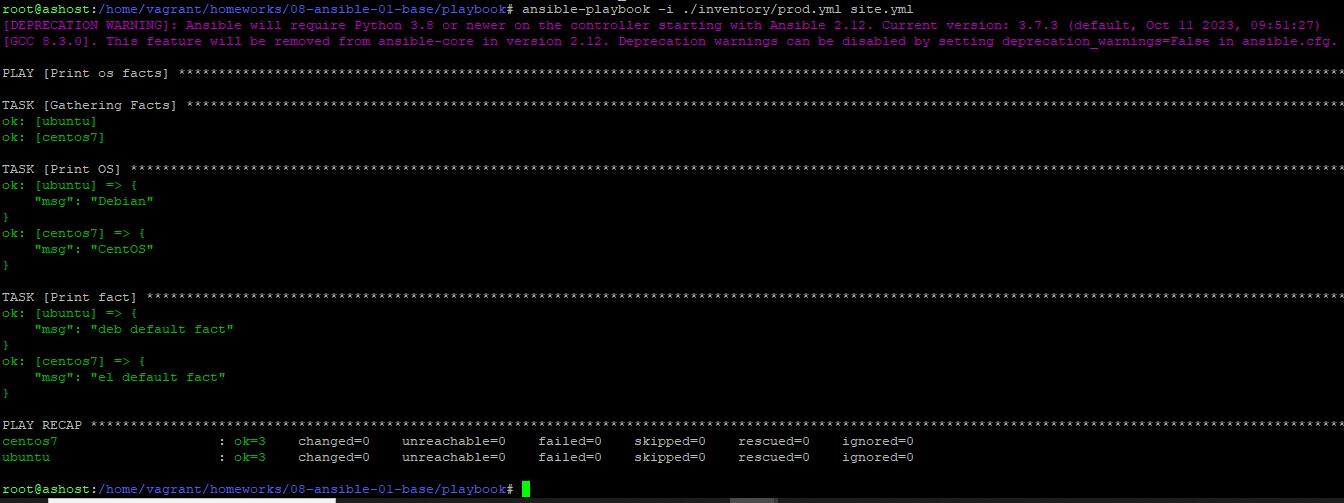 root@ashost:/home/vagrant/homeworks/08-ansible-01-base/playbook# ansible-playbook -i ./inventory/prod.yml site.yml
[DEPRECATION WARNING]: Ansible will require Python 3.8 or newer on the controller starting with Ansible 2.12. Current version: 3.7.3 (default, Oct 11 2023, 09:51:27)
[GCC 8.3.0]. This feature will be removed from ansible-core in version 2.12. Deprecation warnings can be disabled by setting deprecation_warnings=False in ansible.cfg.
PLAY [Print os facts] **************************************************************************************************************************************************
TASK [Gathering Facts] *************************************************************************************************************************************************
ok: [ubuntu]
ok: [centos7]
TASK [Print OS] ********************************************************************************************************************************************************
ok: [ubuntu] => {
    "msg": "Debian"
}
ok: [centos7] => {
    "msg": "CentOS"
}
TASK [Print fact] ******************************************************************************************************************************************************
ok: [ubuntu] => {
    "msg": "deb default fact"
}
ok: [centos7] => {
    "msg": "el default fact"
}
PLAY RECAP *************************************************************************************************************************************************************
centos7                    : ok=3    changed=0    unreachable=0    failed=0    skipped=0    rescued=0    ignored=0
ubuntu                     : ok=3    changed=0    unreachable=0    failed=0    skipped=0    rescued=0    ignored=0
root@ashost:/home/vagrant/homeworks/08-ansible-01-base/playbook#